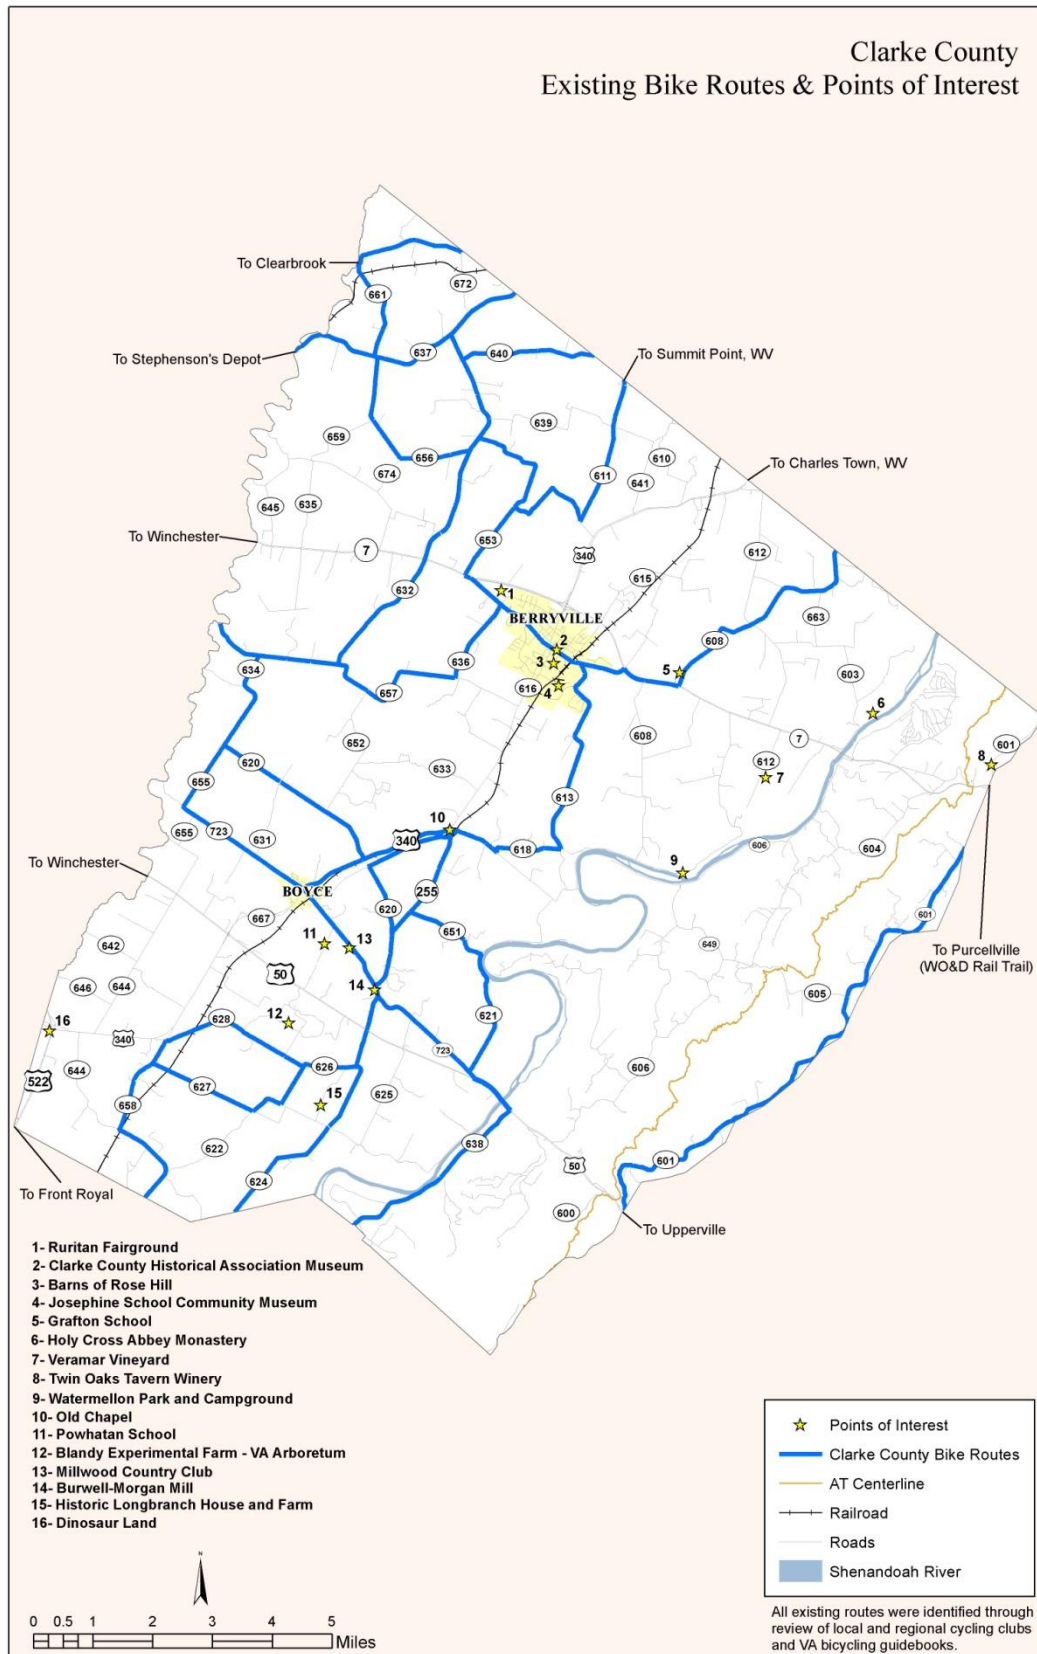 Clarke County
Existing Bike Routes & Points of Interest
To Clearbrook
672
661
To Stephenson's Depot
637
640
To Summit Point, WV
639
659
656
610
To Charles Town, WV
674
611
641
645
635
To Winchester
7
653
340
612
632
615
1
663
BERRYVILLE
2
608
634
636
3
5
603
657
616
4
6
652
608
7
601
8
620
633
612
7
655
613
10
655
723
631
340
618
606
604
To Winchester
9
BOYCE
255
667
620
651
601
642
11
13
649
To Purcellville
(WO&D Rail Trail)
50
646
644
14
605
12
621
16
628
340
723
522
644
626
606
627
15
625
658
638
622
601
50
624
To Front Royal
600
To Upperville
1- Ruritan Fairground
2- Clarke County Historical Association Museum
3- Barns of Rose Hill
4- Josephine School Community Museum
5- Grafton School
6- Holy Cross Abbey Monastery
7- Veramar Vineyard
8- Twin Oaks Tavern Winery
9- Watermellon Park and Campground
10- Old Chapel
11- Powhatan School
12- Blandy Experimental Farm - VA Arboretum
13- Millwood Country Club
14- Burwell-Morgan Mill
15- Historic Longbranch House and Farm
16- Dinosaur Land
N
0 0.5 1 2 3 4 5
Miles
Points of Interest
Clarke County Bike Routes
AT Centerline
Railroad
Roads
Shenandoah River
All existing routes were identified through
review of local and regional cycling clubs
and VA bicycling guidebooks.